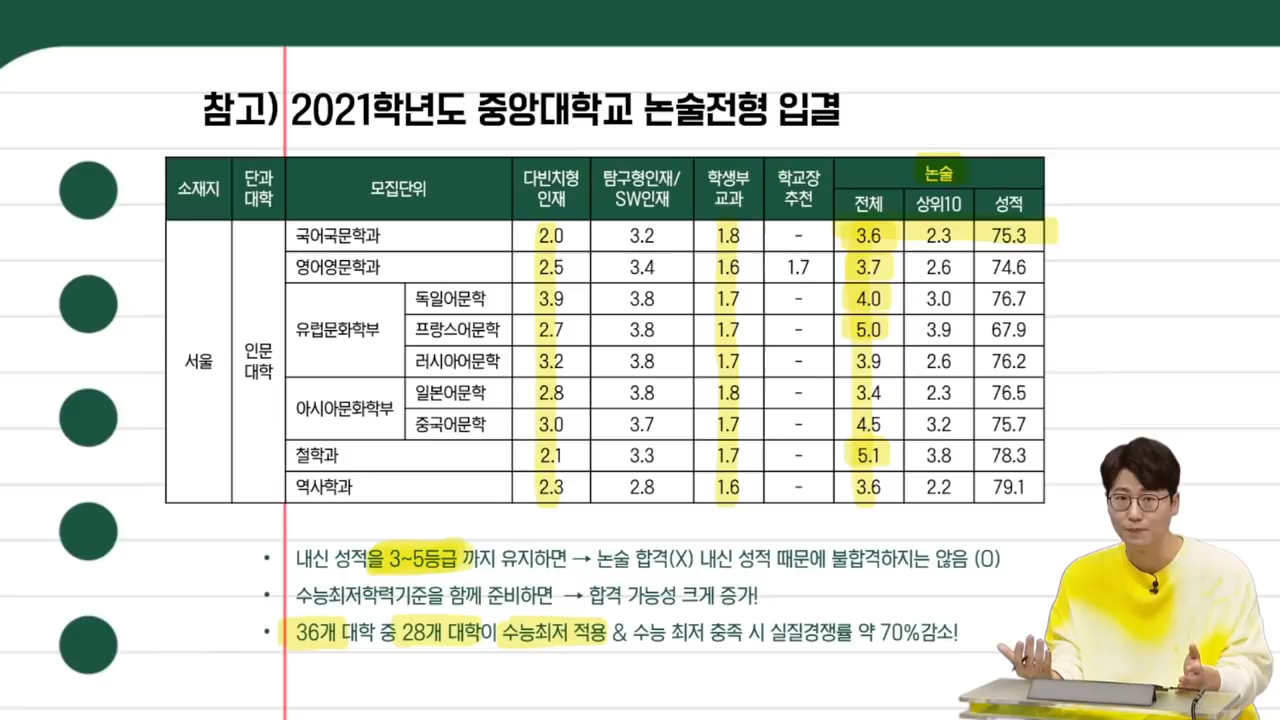 참고) 2021학년도 중앙대학교 논술전형 입결
소재지 단과대학 모집단위 다빈치형인재 탐구형인재/SW인재 학생부교과 학교장추천 논술
전체 상위10 성적
서울 인문대학 국어국문학과 2.0 3.2 1.8 - 3.6 2.3 75.3
영어영문학과 2.5 3.4 1.6 1.7 3.7 2.6 74.6
유럽문화학부 독일어문학 3.9 3.8 1.7 - 4.0 3.0 76.7
프랑스어문학 2.7 3.8 1.7 - 5.0 3.9 67.9
러시아어문학 3.2 3.8 1.7 - 3.9 2.6 76.2
아시아문화학부 일본어문학 2.8 3.8 1.8 - 3.4 2.3 76.5
중국어문학 3.0 3.7 1.7 - 4.5 3.2 75.7
철학과 2.1 3.3 1.7 - 5.1 3.8 78.3
역사학과 2.3 2.8 1.6 - 3.6 2.2 79.1
• 내신 성적을 3~5등급 까지 유지하면 → 논술 합격(X) 내신 성적 때문에 불합격하지는 않음 (O)
• 수능최저학력기준을 함께 준비하면 → 합격 가능성 크게 증가!
• 36개 대학 중 28개 대학이 수능최저 적용 & 수능 최저 충족 시 실질경쟁률 약 70%감소!